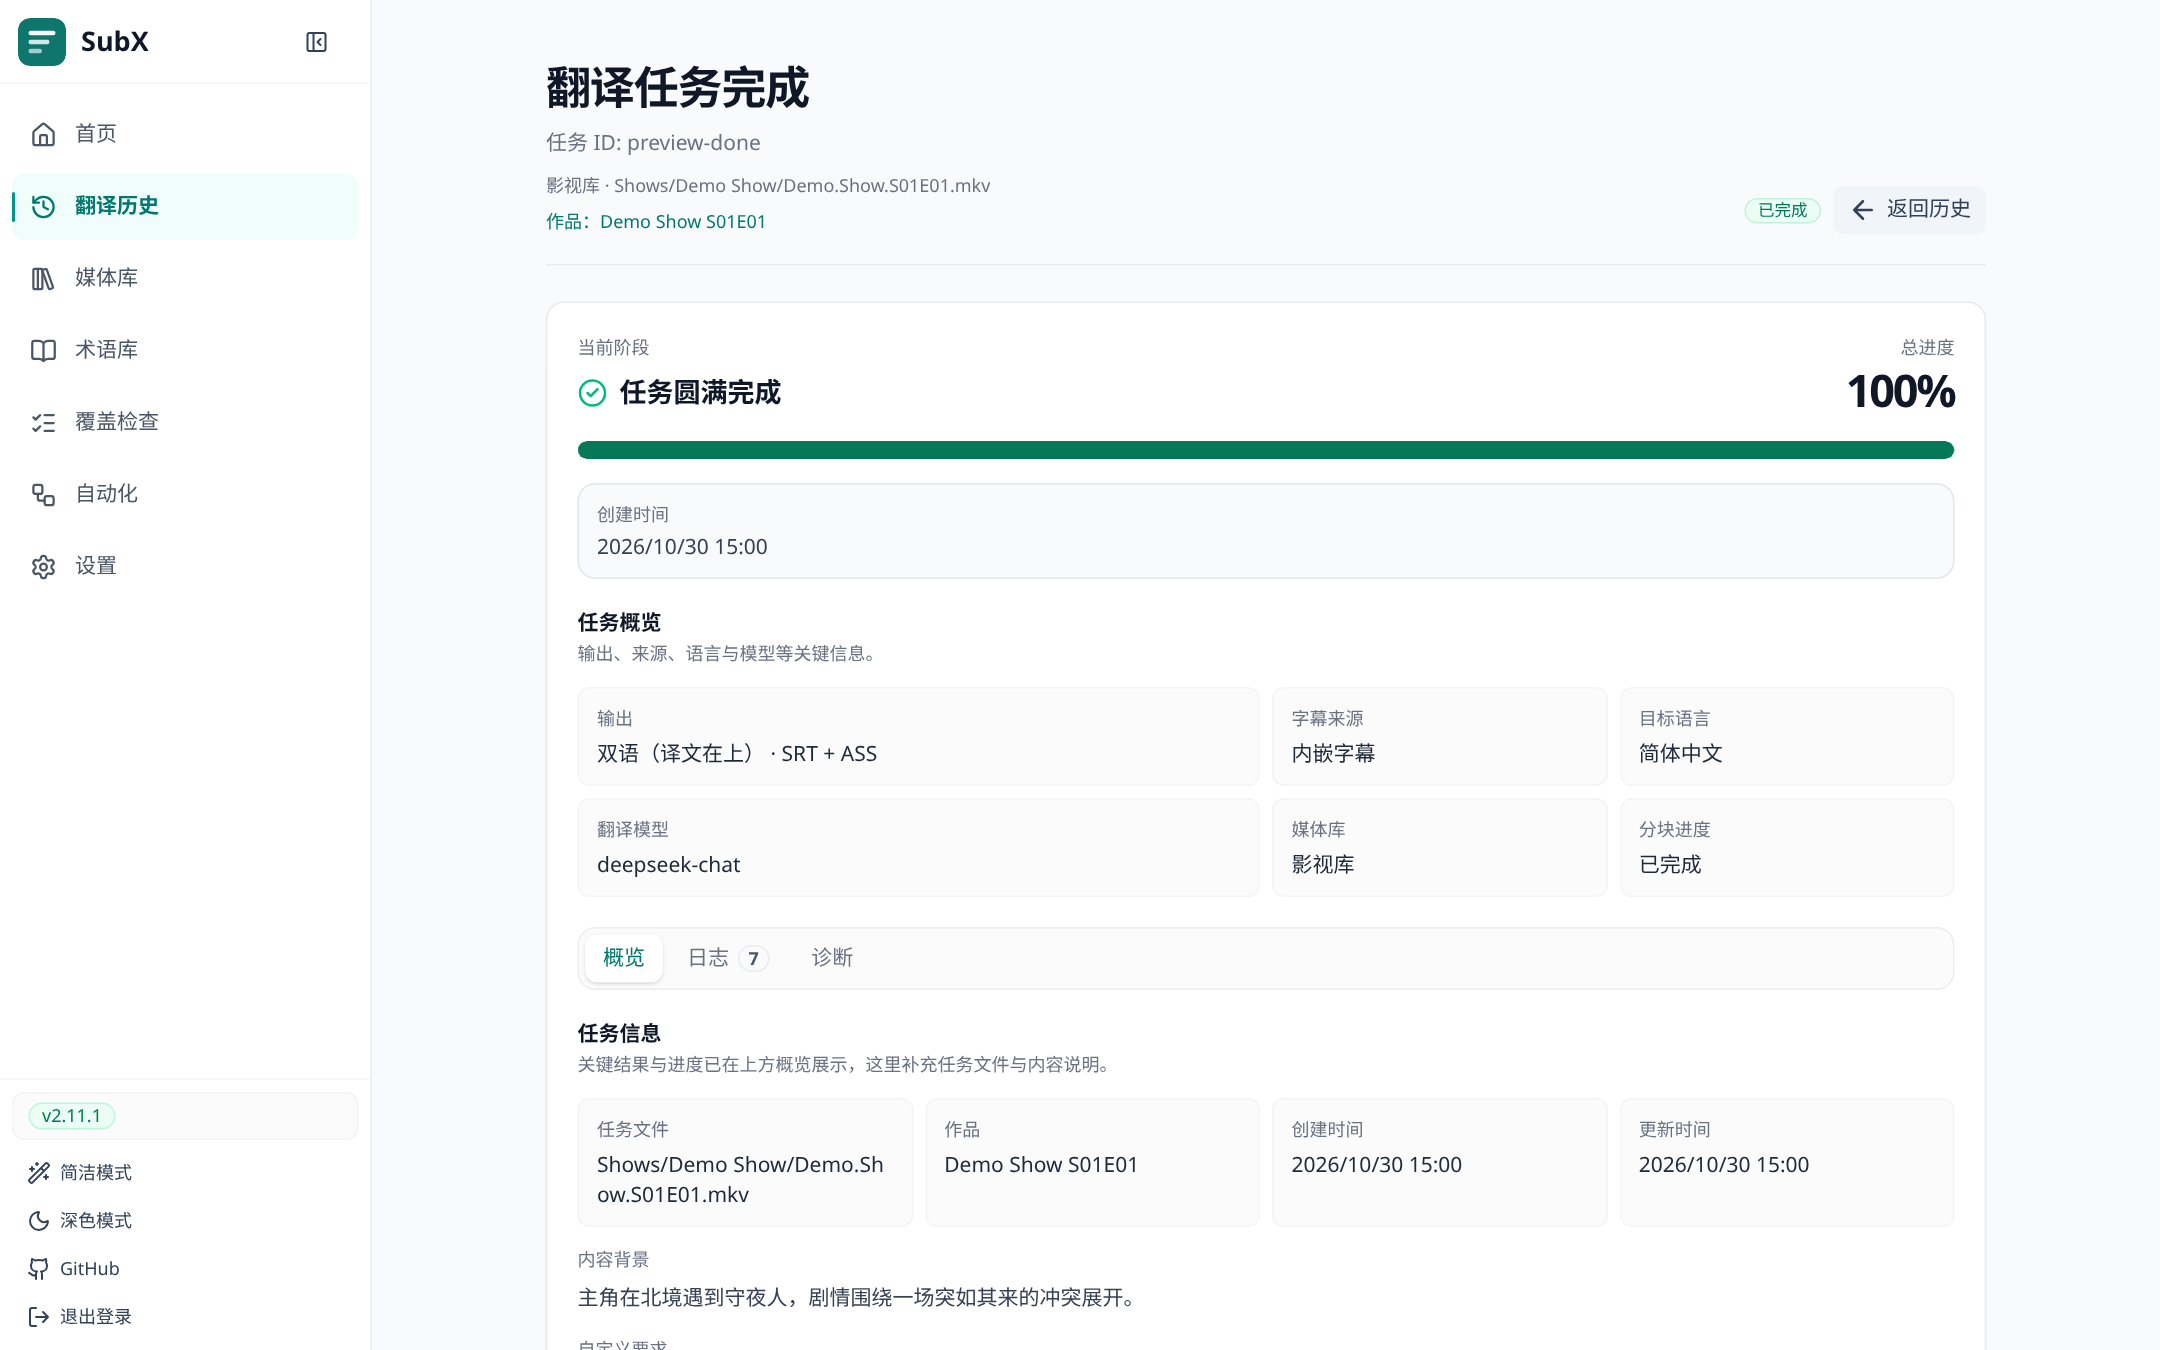 SubX
首页
翻译历史
媒体库
术语库
覆盖检查
自动化
设置
v2.11.1
简洁模式
深色模式
GitHub
退出登录
翻译任务完成
任务 ID: preview-done
影视库 · Shows/Demo Show/Demo.Show.S01E01.mkv
作品：Demo Show S01E01
已完成
返回历史
当前阶段
任务圆满完成
总进度
100%
创建时间
2026/10/30 15:00
任务概览
输出、来源、语言与模型等关键信息。
输出
双语（译文在上） · SRT + ASS
字幕来源
内嵌字幕
目标语言
简体中文
翻译模型
deepseek-chat
媒体库
影视库
分块进度
已完成
概览
日志 7
诊断
任务信息
关键结果与进度已在上方概览展示，这里补充任务文件与内容说明。
任务文件
Shows/Demo Show/Demo.Sh
ow.S01E01.mkv
作品
Demo Show S01E01
创建时间
2026/10/30 15:00
更新时间
2026/10/30 15:00
内容背景
主角在北境遇到守夜人，剧情围绕一场突如其来的冲突展开。
自定义要求